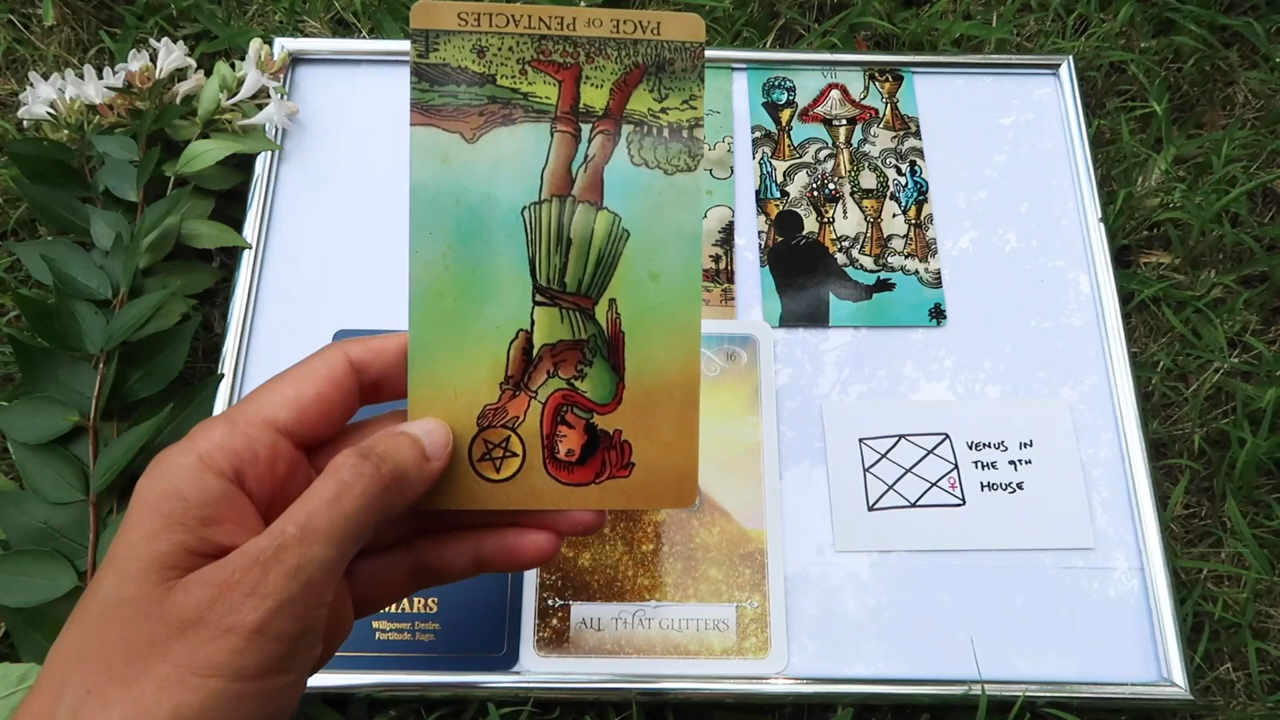 PAGE OF PENTACLES
VII
16
VENUS IN
THE 9TH
HOUSE
MARS
Willpower. Desire.
Fortitude. Rage.
ALL THAT GLITTERS